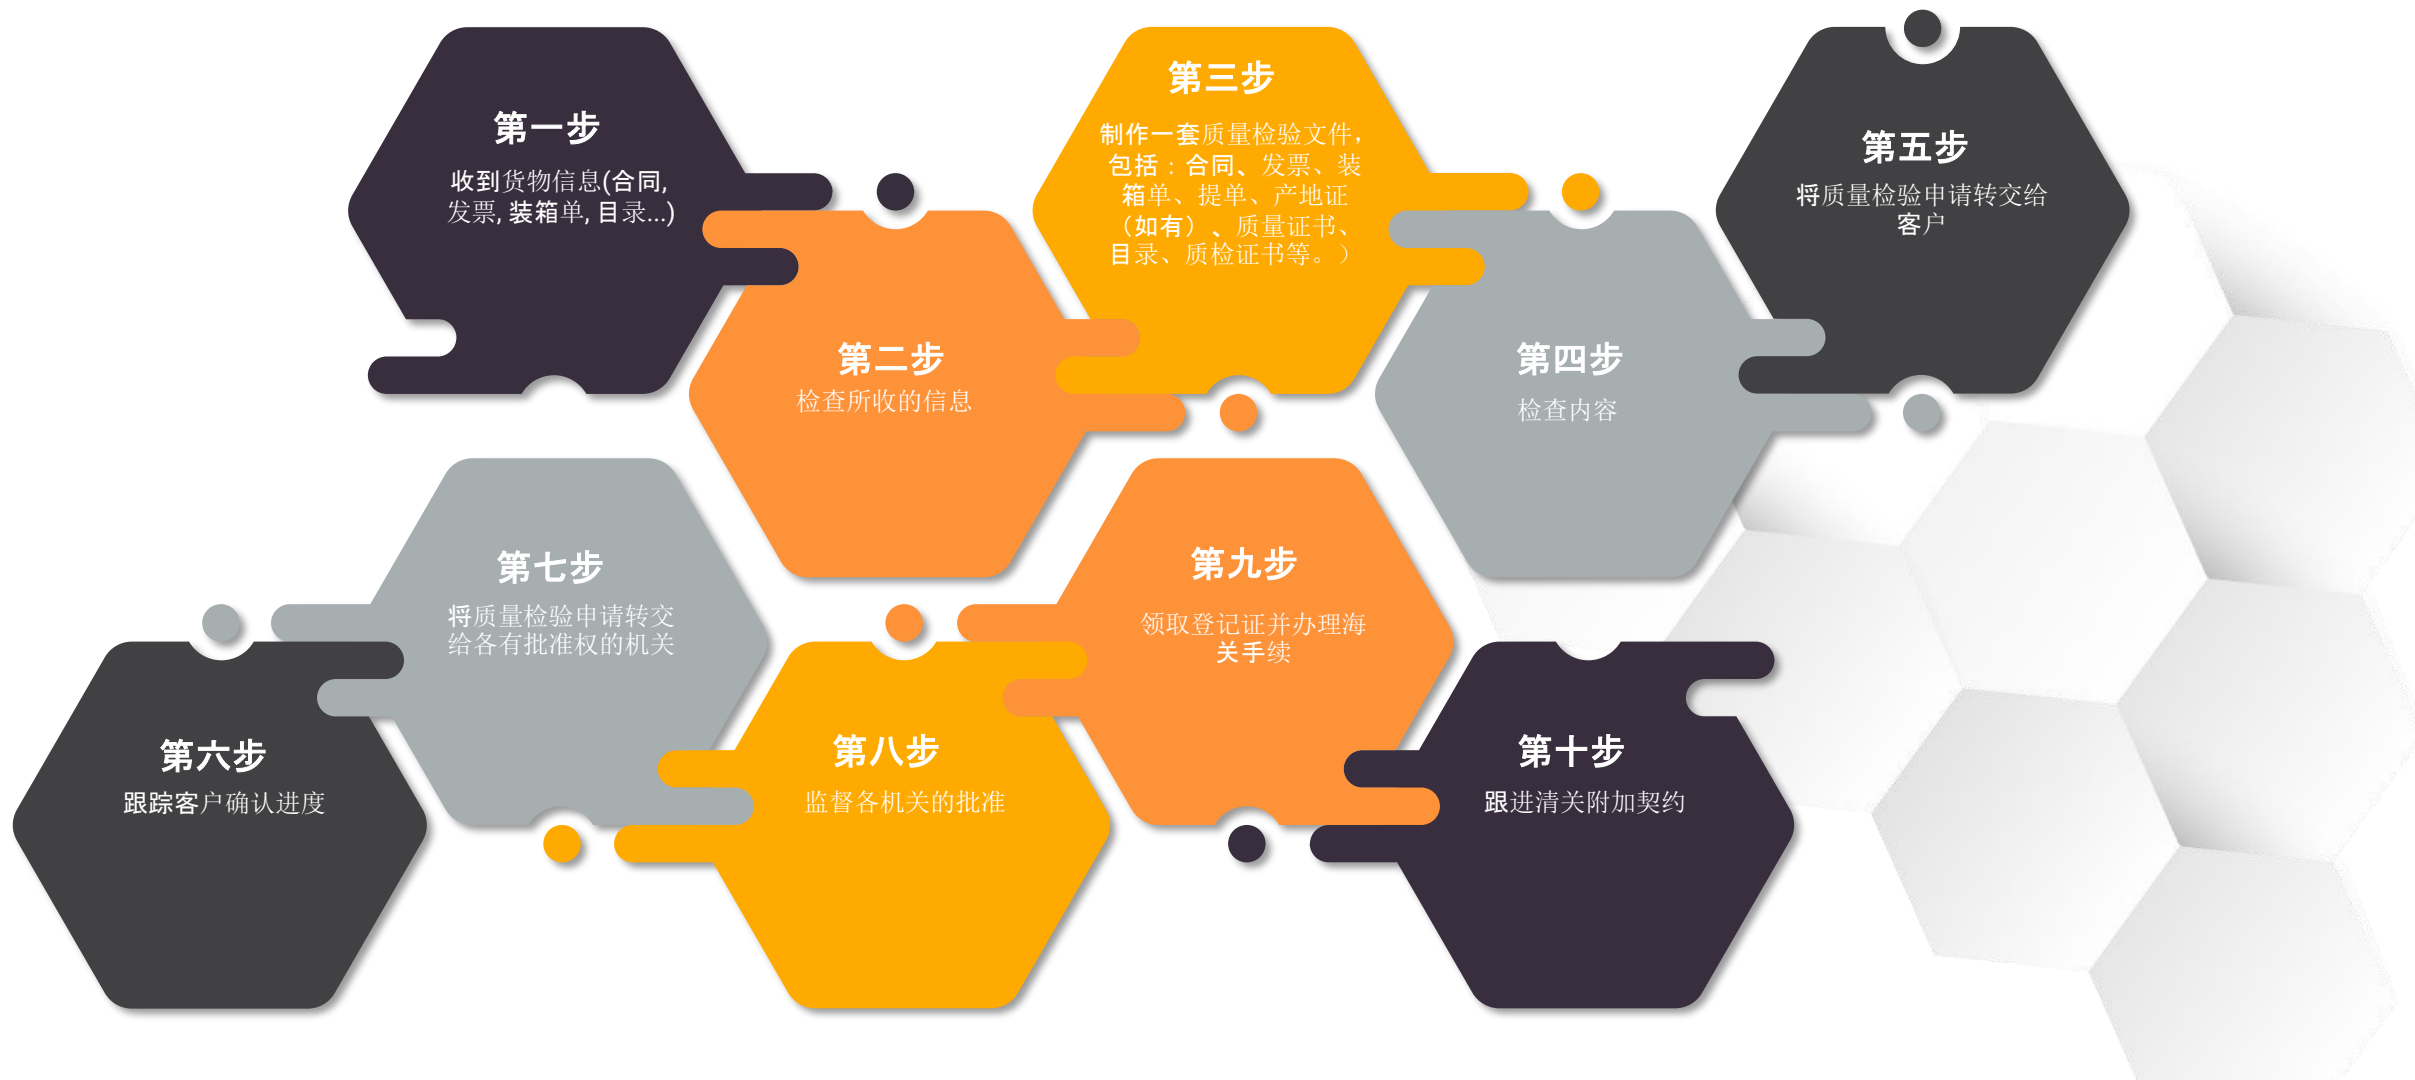 第一步
收到货物信息(合同,
发票, 装箱单, 目录...)
第二步
检查所收的信息
第三步
制作一套质量检验文件，
包括：合同、发票、装
箱单、提单、产地证
（如有）、质量证书、
目录、质检证书等。）
第四步
检查内容
第五步
将质量检验申请转交给
客户
第六步
跟踪客户确认进度
第七步
将质量检验申请转交
给各有批准权的机关
第八步
监督各机关的批准
第九步
领取登记证并办理海
关手续
第十步
跟进清关附加契约